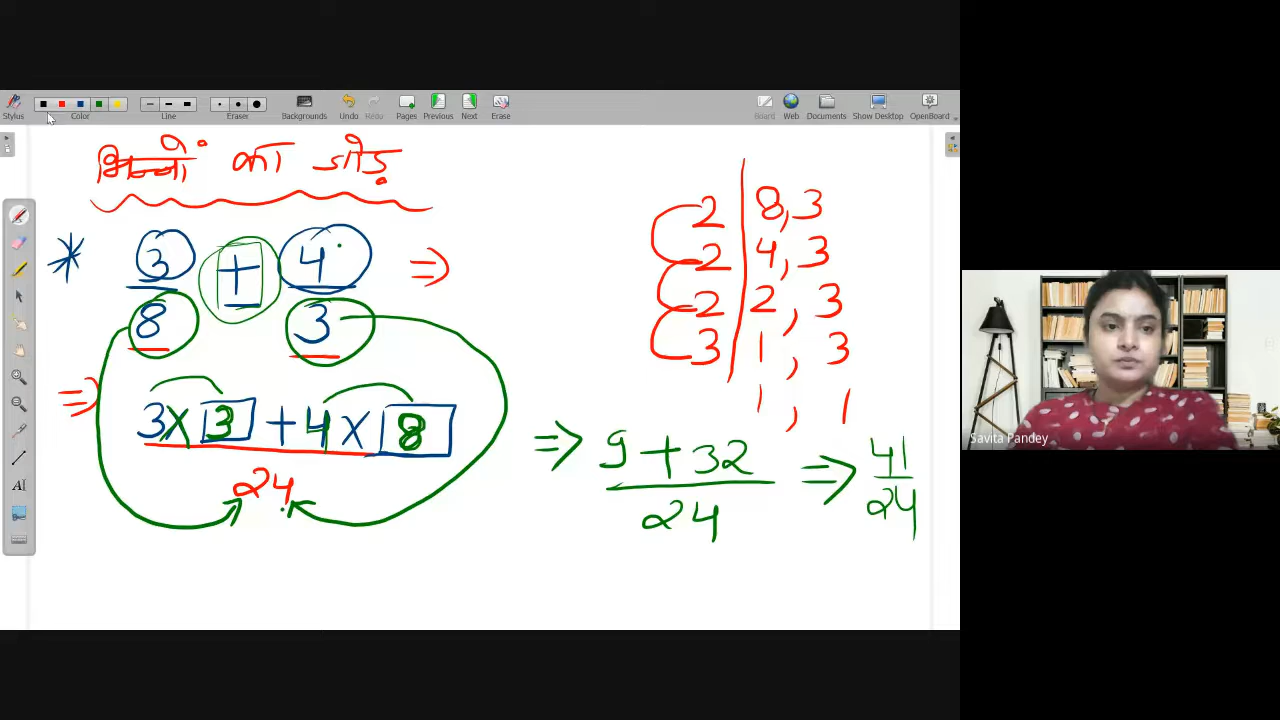 Stylus Color Line Eraser Backgrounds Undo Redo Pages Previous Next Erase Board Web Documents Show Desktop OpenBoard
भिन्नों का जोड़
* 3/8 + 4/3 =>
=> (3 x 3 + 4 x 8)/24
=> (9 + 32)/24 => 41/24
2 | 8, 3
2 | 4, 3
2 | 2, 3
3 | 1, 3
1, 1
Savita Pandey